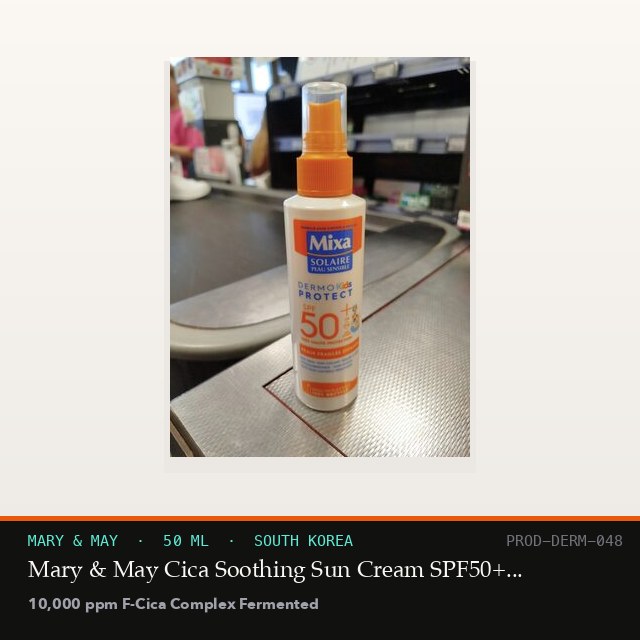 Mixa
SOLAIRE
PEAU SENSIBLE
DERMOKids
PROTECT
SPF
50+
MARY & MAY · 50 ML · SOUTH KOREA
PROD-DERM-048
Mary & May Cica Soothing Sun Cream SPF50+...
10,000 ppm F-Cica Complex Fermented